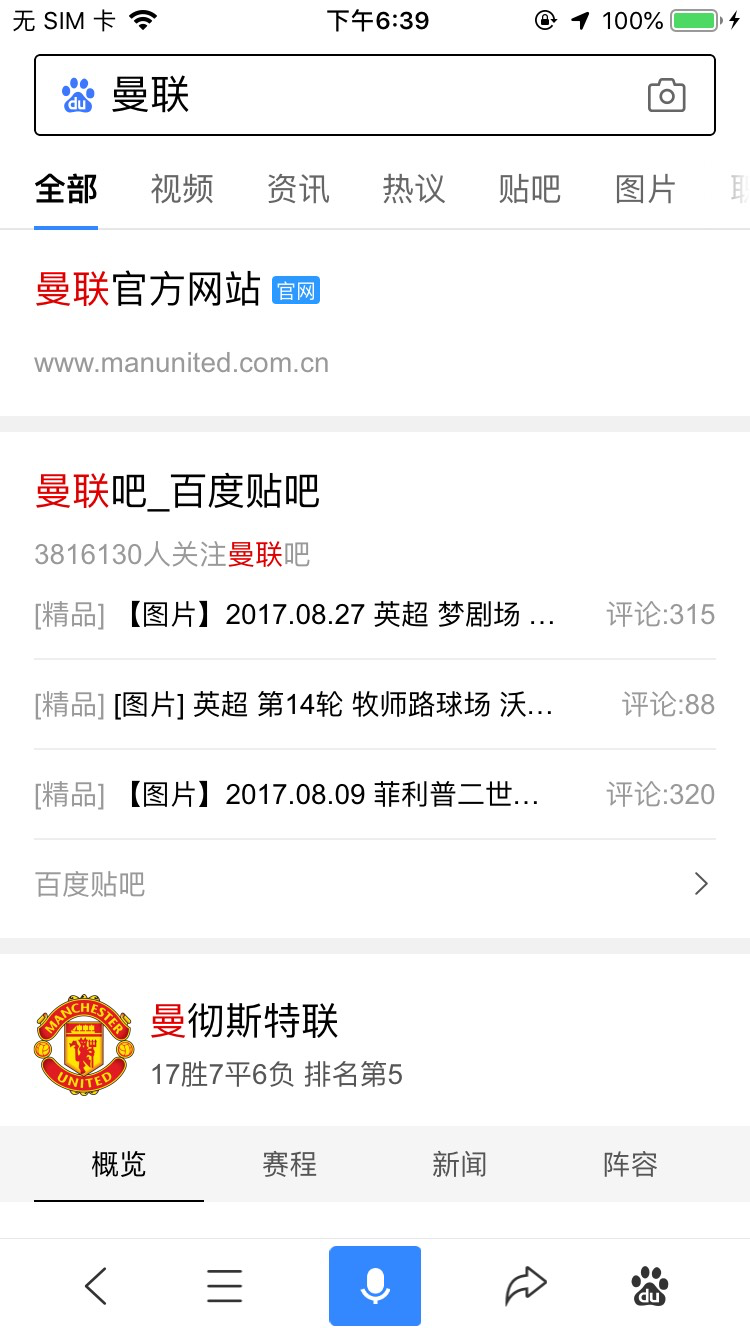 无 SIM 卡 下午6:39 100%
du 曼联
全部 视频 资讯 热议 贴吧 图片
曼联官方网站 官网
www.manunited.com.cn
曼联吧_百度贴吧
3816130人关注曼联吧
[精品] 【图片】2017.08.27 英超 梦剧场 … 评论:315
[精品] [图片] 英超 第14轮 牧师路球场 沃… 评论:88
[精品] 【图片】2017.08.09 菲利普二世… 评论:320
百度贴吧
MANCHESTER
UNITED
曼彻斯特联
17胜7平6负 排名第5
概览 赛程 新闻 阵容
du